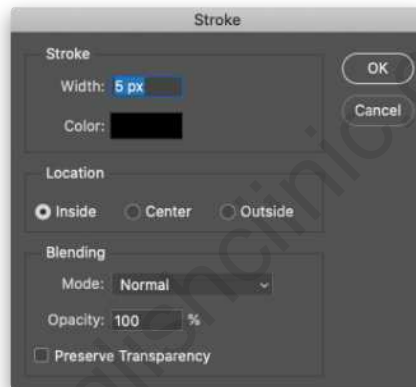 Stroke
Stroke
Width: 5 px
Color:
OK
Cancel
Location
Inside Center Outside
Blending
Mode: Normal
Opacity: 100 %
Preserve Transparency